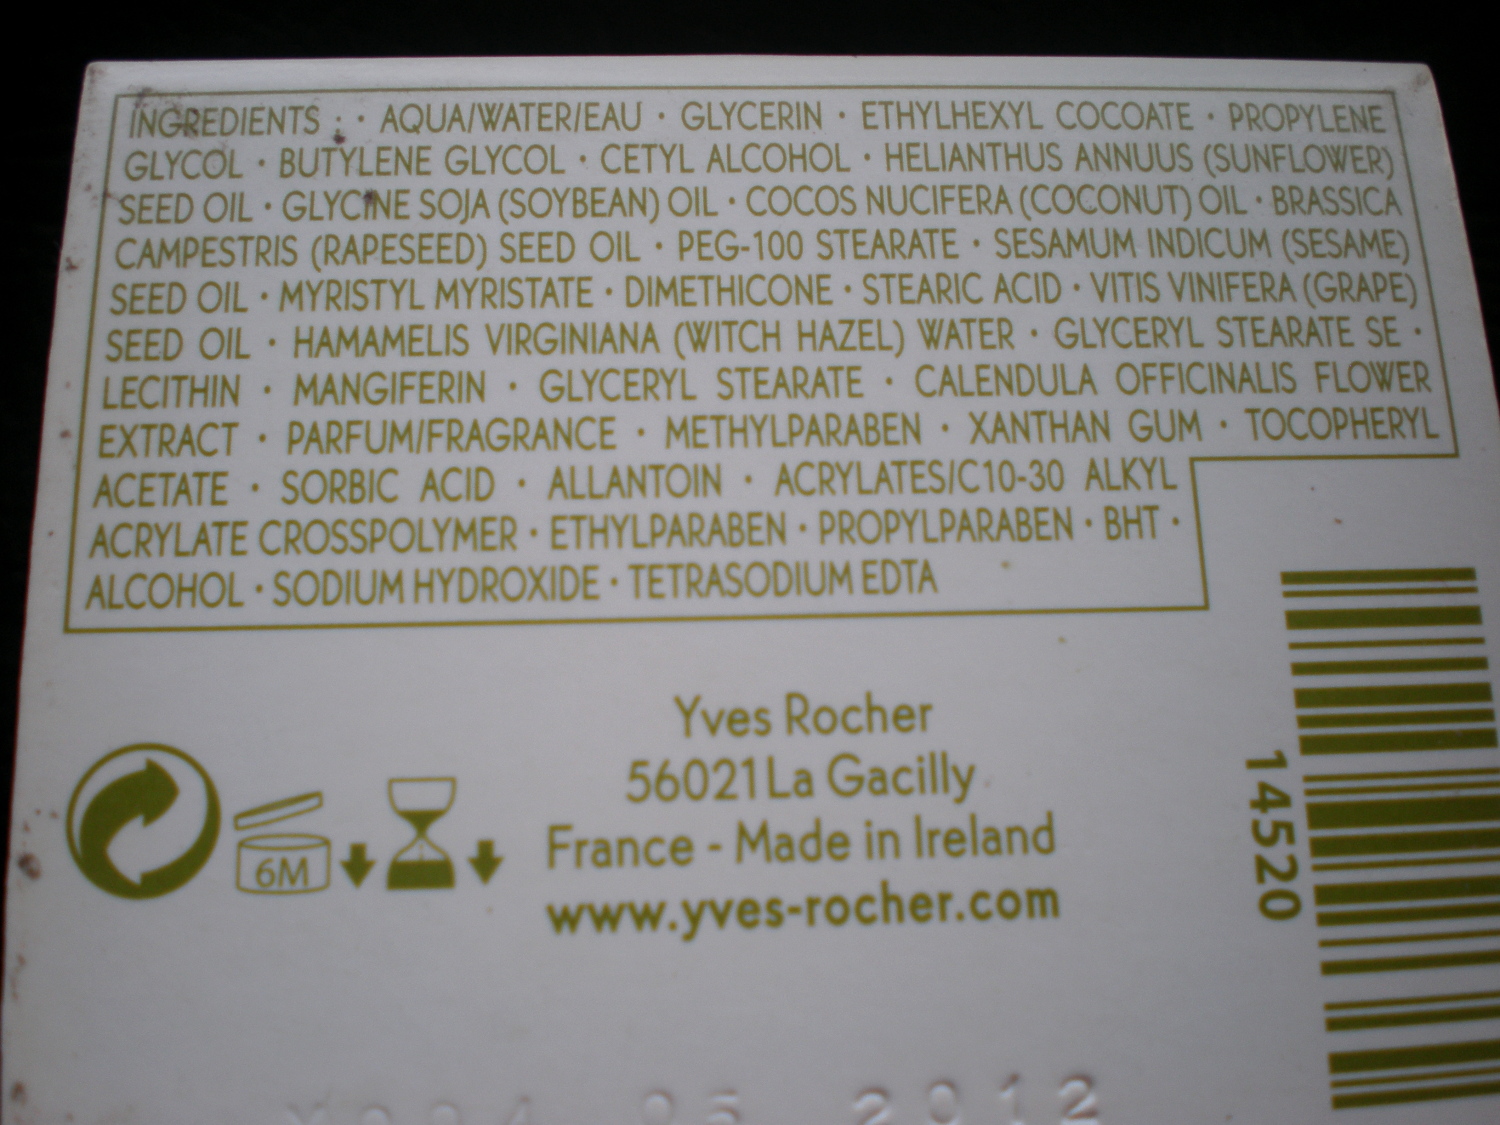 INGREDIENTS : · AQUA/WATER/EAU · GLYCERIN · ETHYLHEXYL COCOATE · PROPYLENE
GLYCOL · BUTYLENE GLYCOL · CETYL ALCOHOL · HELIANTHUS ANNUUS (SUNFLOWER)
SEED OIL · GLYCINE SOJA (SOYBEAN) OIL · COCOS NUCIFERA (COCONUT) OIL · BRASSICA
CAMPESTRIS (RAPESEED) SEED OIL · PEG-100 STEARATE · SESAMUM INDICUM (SESAME)
SEED OIL · MYRISTYL MYRISTATE · DIMETHICONE · STEARIC ACID · VITIS VINIFERA (GRAPE)
SEED OIL · HAMAMELIS VIRGINIANA (WITCH HAZEL) WATER · GLYCERYL STEARATE SE ·
LECITHIN · MANGIFERIN · GLYCERYL STEARATE · CALENDULA OFFICINALIS FLOWER
EXTRACT · PARFUM/FRAGRANCE · METHYLPARABEN · XANTHAN GUM · TOCOPHERYL
ACETATE · SORBIC ACID · ALLANTOIN · ACRYLATES/C10-30 ALKYL
ACRYLATE CROSSPOLYMER · ETHYLPARABEN · PROPYLPARABEN · BHT ·
ALCOHOL · SODIUM HYDROXIDE · TETRASODIUM EDTA
Yves Rocher
56021 La Gacilly
France - Made in Ireland
www.yves-rocher.com
6M
14520
05 2012